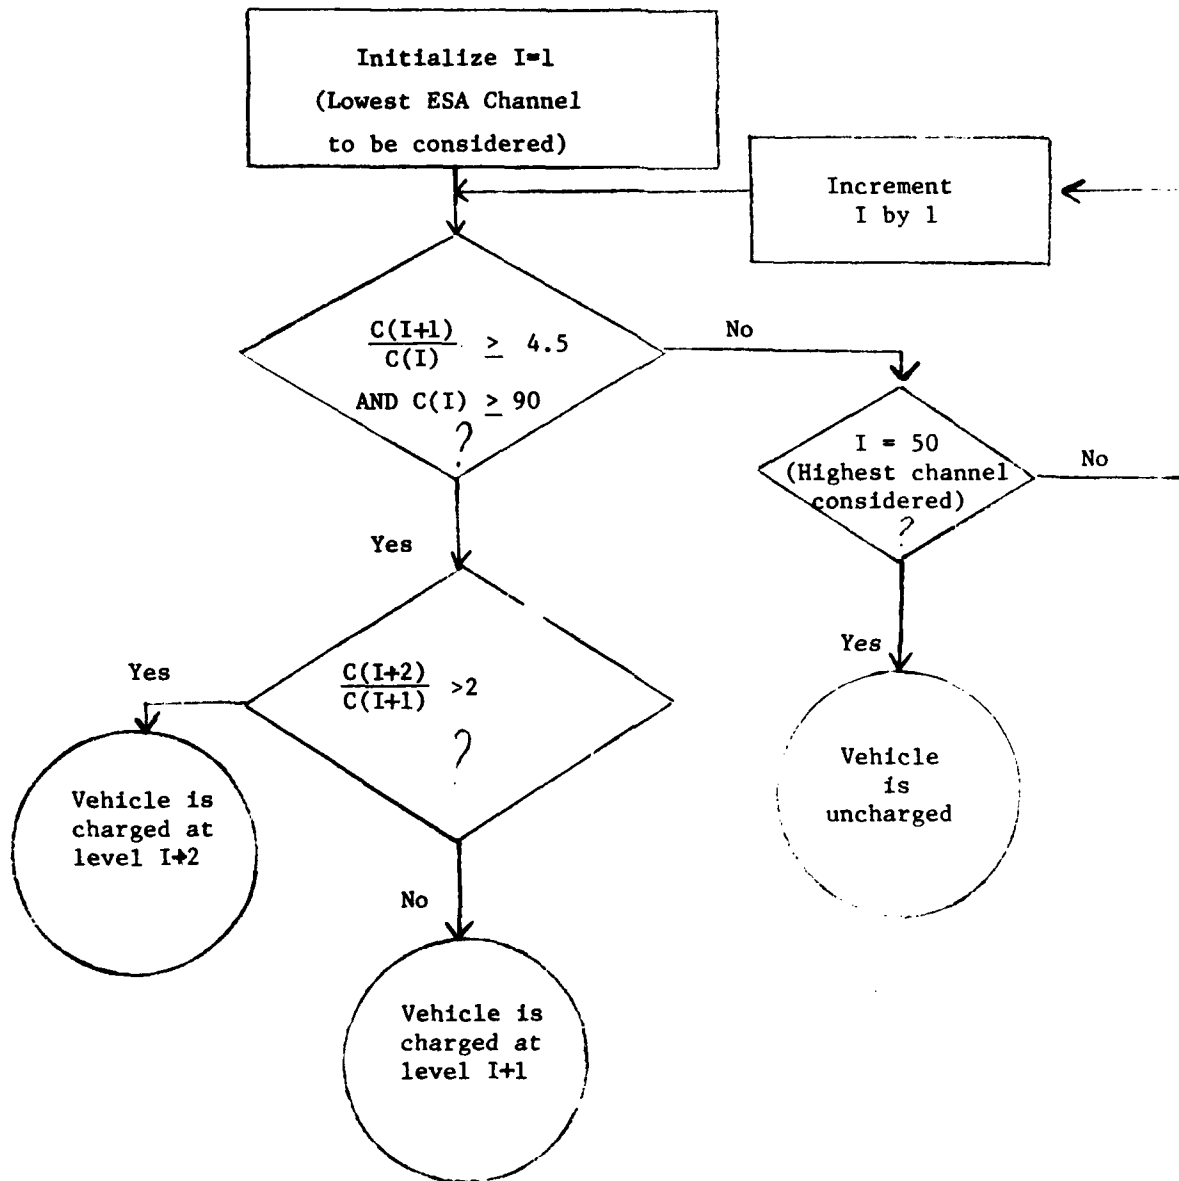 Initialize I=1
(Lowest ESA Channel
to be considered)
Increment
I by 1
C(I+1)
C(I) ≥ 4.5
AND C(I) ≥ 90
?
No
I = 50
(Highest channel
considered)
?
No
Yes
Yes
C(I+2)
C(I+1) >2
?
Yes
Vehicle is
charged at
level I+2
No
Vehicle is
charged at
level I+1
Vehicle
is
uncharged